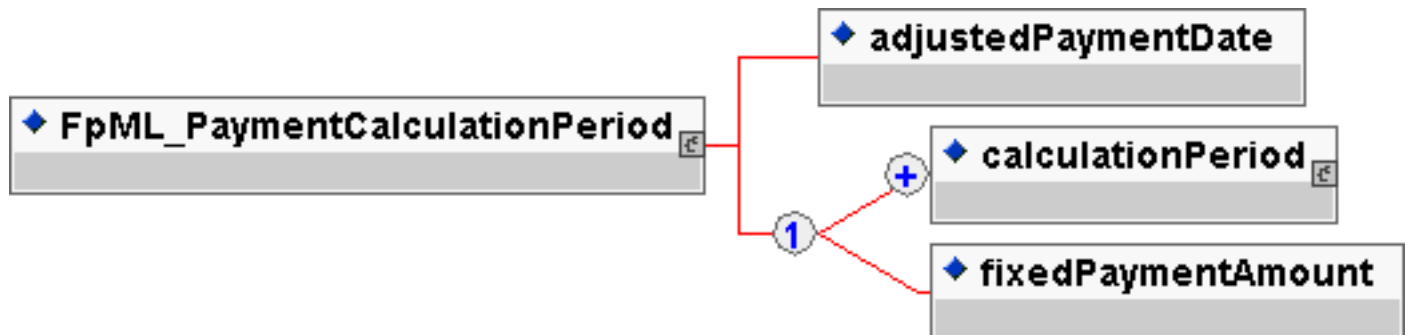 adjustedPaymentDate
FpML_PaymentCalculationPeriod
+
calculationPeriod
1
fixedPaymentAmount